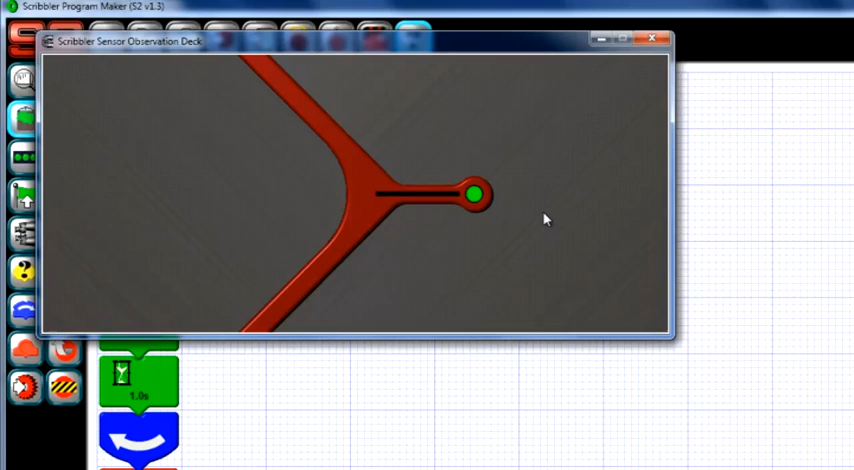 Scribbler Program Maker (S2 v1.3)
Scribbler Sensor Observation Deck
1.0s